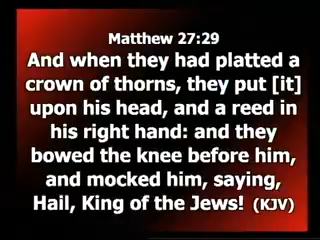 Matthew 27:29
And when they had platted a
crown of thorns, they put [it]
upon his head, and a reed in
his right hand: and they
bowed the knee before him,
and mocked him, saying,
Hail, King of the Jews! (KJV)